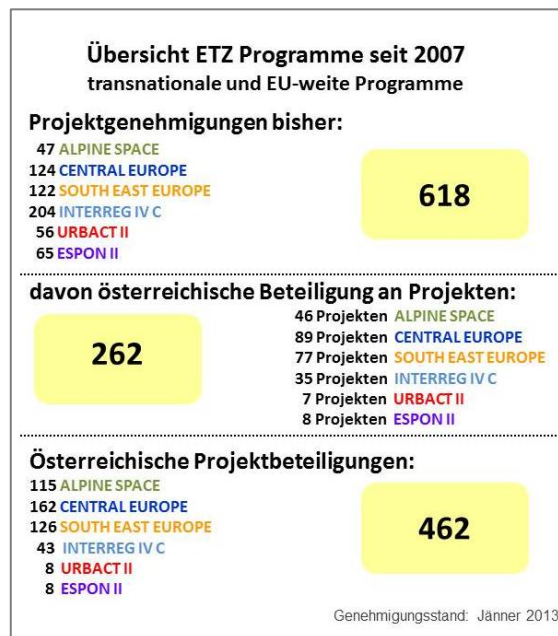 Übersicht ETZ Programme seit 2007
transnationale und EU-weite Programme
Projektgenehmigungen bisher:
47 ALPINE SPACE
124 CENTRAL EUROPE
122 SOUTH EAST EUROPE
204 INTERREG IV C
56 URBACT II
65 ESPON II
618
davon österreichische Beteiligung an Projekten:
262
46 Projekten ALPINE SPACE
89 Projekten CENTRAL EUROPE
77 Projekten SOUTH EAST EUROPE
35 Projekten INTERREG IV C
7 Projekten URBACT II
8 Projekten ESPON II
Österreichische Projektbeteiligungen:
115 ALPINE SPACE
162 CENTRAL EUROPE
126 SOUTH EAST EUROPE
43 INTERREG IV C
8 URBACT II
8 ESPON II
462
Genehmigungsstand: Jänner 2013